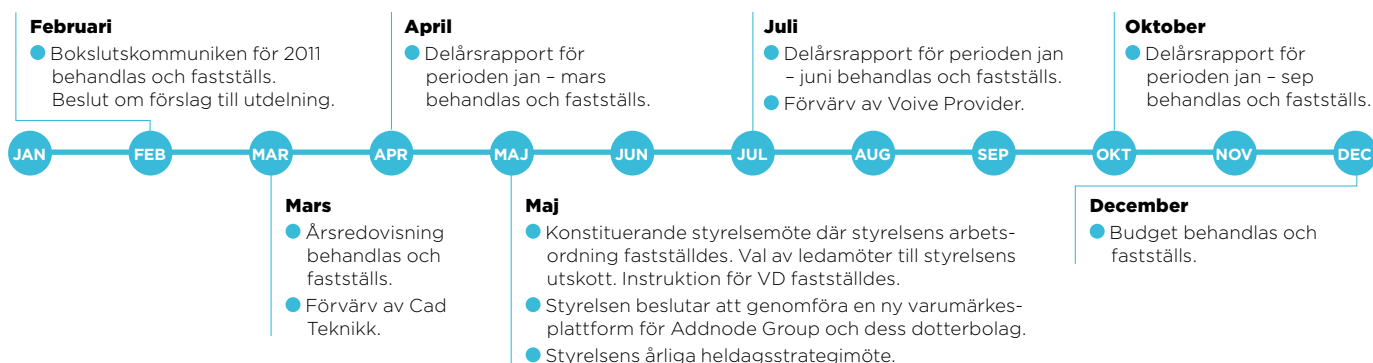 Februari
Bokslutskommuniken för 2011
behandlas och fastställs.
Beslut om förslag till utdelning.
April
Delårsrapport för
perioden jan – mars
behandlas och fastställs.
Juli
Delårsrapport för perioden jan
– juni behandlas och fastställs.
Förvärv av Voive Provider.
Oktober
Delårsrapport för
perioden jan – sep
behandlas och fastställs.
JAN FEB MAR APR MAJ JUN JUL AUG SEP OKT NOV DEC
Mars
Årsredovisning
behandlas och
fastställs.
Förvärv av Cad
Teknikk.
Maj
Konstituerande styrelsemöte där styrelsens arbets-
ordning fastställdes. Val av ledamöter till styrelsens
utskott. Instruktion för VD fastställdes.
Styrelsen beslutar att genomföra en ny varumärkes-
plattform för Addnode Group och dess dotterbolag.
Styrelsens årliga heldagsstrategimöte.
December
Budget behandlas och
fastställs.